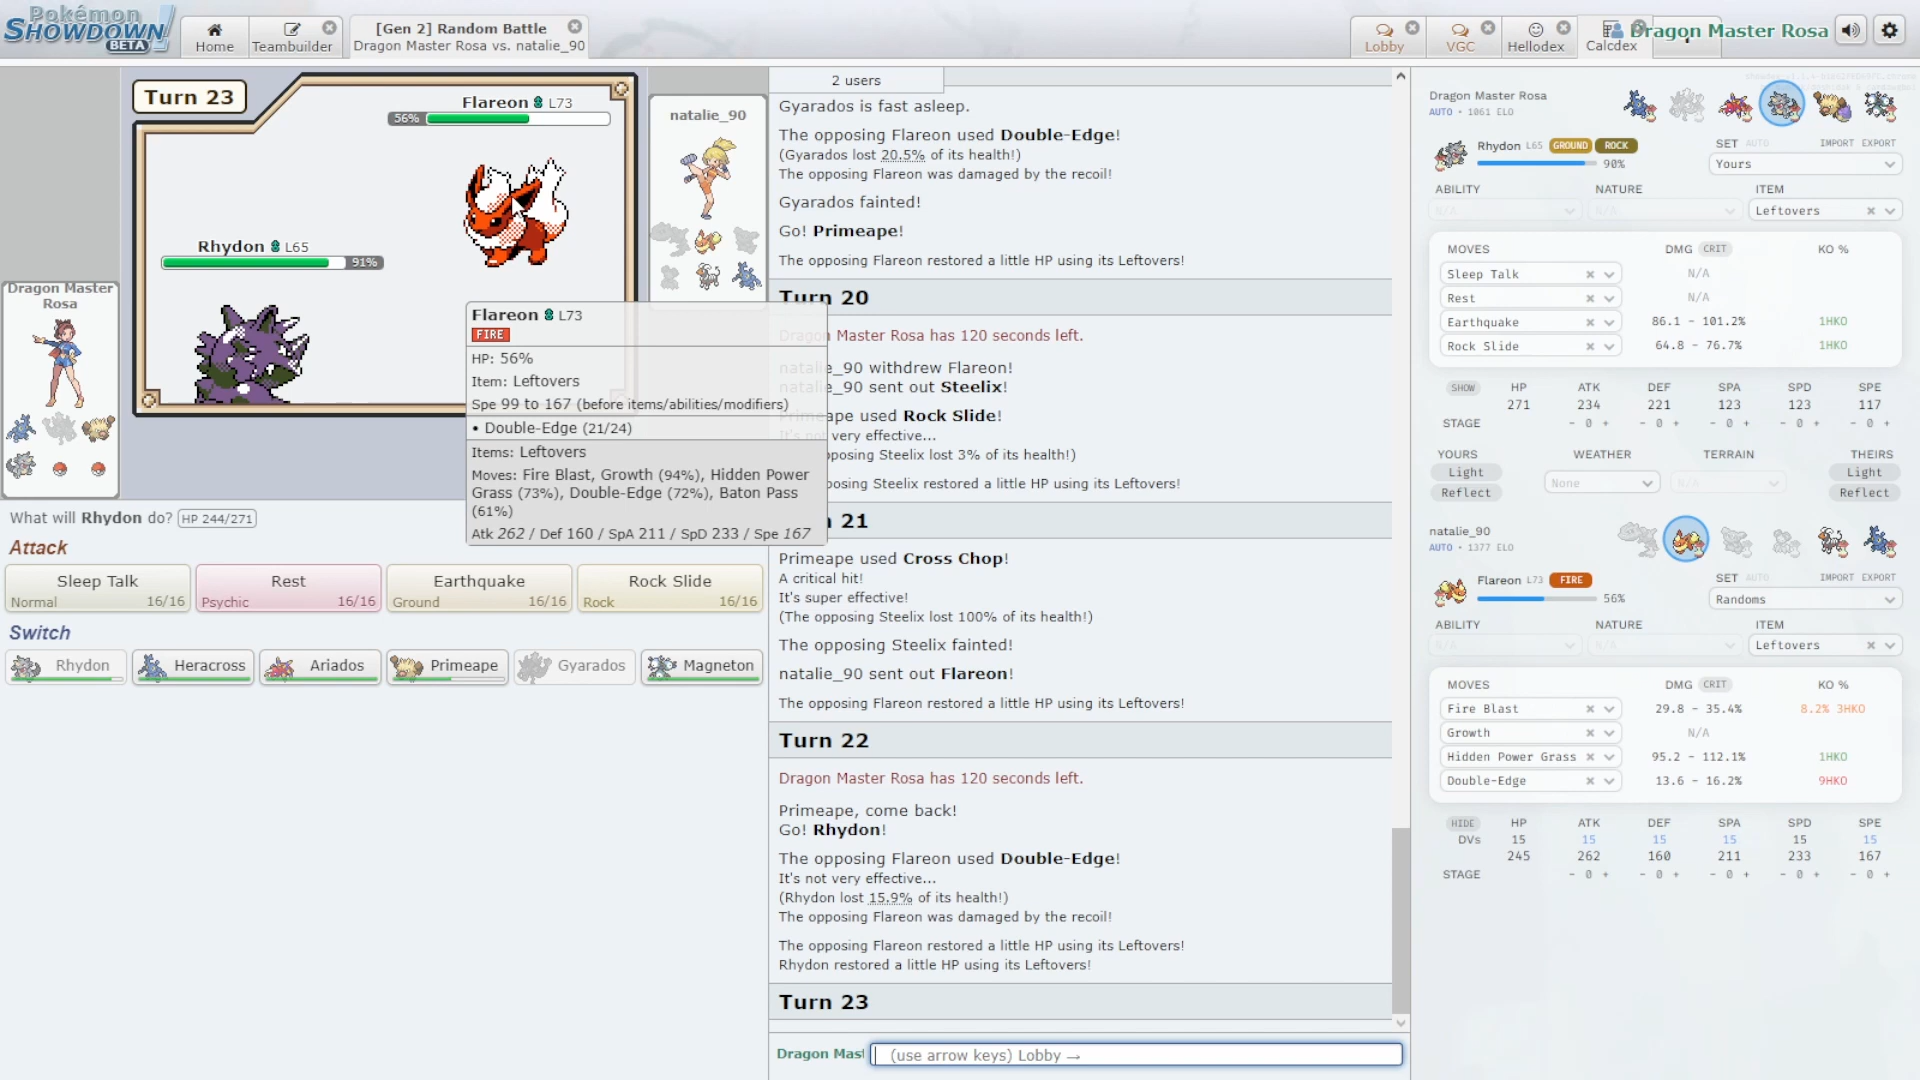 Pokémon
SHOWDOWN!
BETA
Home
Teambuilder
[Gen 2] Random Battle
Dragon Master Rosa vs. natalie_90
Lobby
VGC
Hellodex
Calcdex
Dragon Master Rosa
Turn 23
Flareon L73
56%
Rhydon L65
91%
natalie_90
Dragon Master
Rosa
Flareon L73
FIRE
HP: 56%
Item: Leftovers
Spe 99 to 167 (before items/abilities/modifiers)
• Double-Edge (21/24)
Items: Leftovers
Moves: Fire Blast, Growth (94%), Hidden Power
Grass (73%), Double-Edge (72%), Baton Pass
(61%)
Atk 262 / Def 160 / SpA 211 / SpD 233 / Spe 167
What will Rhydon do? HP 244/271
Attack
Sleep Talk
Normal 16/16
Rest
Psychic 16/16
Earthquake
Ground 16/16
Rock Slide
Rock 16/16
Switch
Rhydon
Heracross
Ariados
Primeape
Gyarados
Magneton
2 users
Gyarados is fast asleep.
The opposing Flareon used Double-Edge!
(Gyarados lost 20.5% of its health!)
The opposing Flareon was damaged by the recoil!
Gyarados fainted!
Go! Primeape!
The opposing Flareon restored a little HP using its Leftovers!
Turn 20
Dragon Master Rosa has 120 seconds left.
natalie_90 withdrew Flareon!
natalie_90 sent out Steelix!
Primeape used Rock Slide!
It's not very effective...
opposing Steelix lost 3% of its health!)
opposing Steelix restored a little HP using its Leftovers!
21
Primeape used Cross Chop!
A critical hit!
It's super effective!
(The opposing Steelix lost 100% of its health!)
The opposing Steelix fainted!
natalie_90 sent out Flareon!
The opposing Flareon restored a little HP using its Leftovers!
Turn 22
Dragon Master Rosa has 120 seconds left.
Primeape, come back!
Go! Rhydon!
The opposing Flareon used Double-Edge!
It's not very effective...
(Rhydon lost 15.9% of its health!)
The opposing Flareon was damaged by the recoil!
The opposing Flareon restored a little HP using its Leftovers!
Rhydon restored a little HP using its Leftovers!
Turn 23
Dragon Mast
(use arrow keys) Lobby →
Dragon Master Rosa
AUTO • 1061 ELO
Rhydon L65 GROUND ROCK
90%
SET AUTO IMPORT EXPORT
Yours
ABILITY NATURE ITEM
N/A N/A Leftovers
MOVES DMG CRIT KO %
Sleep Talk N/A
Rest N/A
Earthquake 86.1 - 101.2% 1HKO
Rock Slide 64.8 - 76.7% 1HKO
SHOW HP ATK DEF SPA SPD SPE
271 234 221 123 123 117
STAGE - 0 + - 0 + - 0 + - 0 + - 0 +
YOURS WEATHER TERRAIN THEIRS
Light None N/A Light
Reflect Reflect
natalie_90
AUTO • 1377 ELO
Flareon L73 FIRE
56%
SET AUTO IMPORT EXPORT
Randoms
ABILITY NATURE ITEM
N/A N/A Leftovers
MOVES DMG CRIT KO %
Fire Blast 29.8 - 35.4% 8.2% 3HKO
Growth N/A
Hidden Power Grass 95.2 - 112.1% 1HKO
Double-Edge 13.6 - 16.2% 9HKO
HIDE HP ATK DEF SPA SPD SPE
DVs 15 15 15 15 15 15
245 262 160 211 233 167
STAGE - 0 + - 0 + - 0 + - 0 + - 0 +